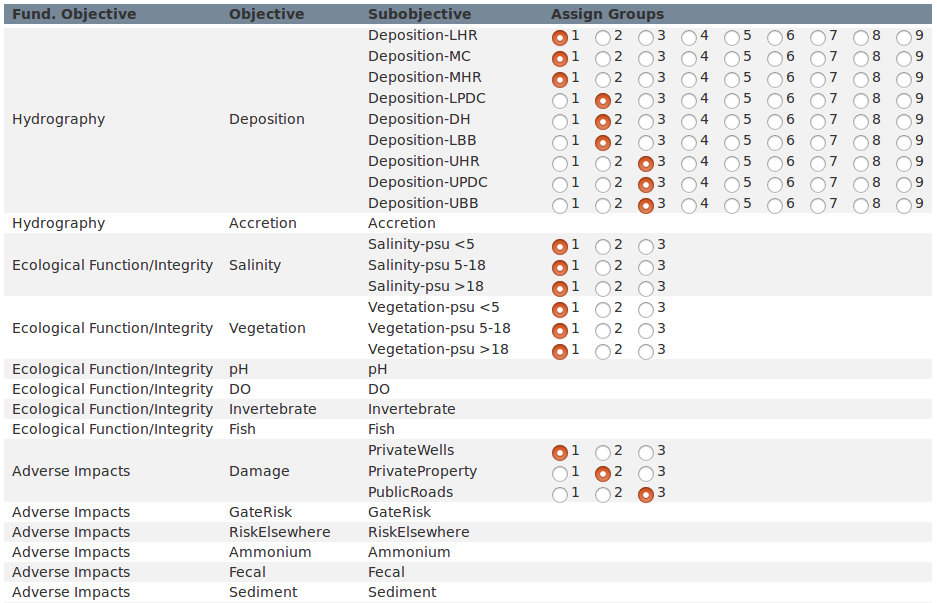 Fund. Objective Objective Subobjective Assign Groups
Deposition-LHR 1 2 3 4 5 6 7 8 9
Deposition-MC 1 2 3 4 5 6 7 8 9
Deposition-MHR 1 2 3 4 5 6 7 8 9
Deposition-LPDC 1 2 3 4 5 6 7 8 9
Hydrography Deposition Deposition-DH 1 2 3 4 5 6 7 8 9
Deposition-LBB 1 2 3 4 5 6 7 8 9
Deposition-UHR 1 2 3 4 5 6 7 8 9
Deposition-UPDC 1 2 3 4 5 6 7 8 9
Deposition-UBB 1 2 3 4 5 6 7 8 9
Hydrography Accretion Accretion
Salinity-psu <5 1 2 3
Ecological Function/Integrity Salinity Salinity-psu 5-18 1 2 3
Salinity-psu >18 1 2 3
Vegetation-psu <5 1 2 3
Ecological Function/Integrity Vegetation Vegetation-psu 5-18 1 2 3
Vegetation-psu >18 1 2 3
Ecological Function/Integrity pH pH
Ecological Function/Integrity DO DO
Ecological Function/Integrity Invertebrate Invertebrate
Ecological Function/Integrity Fish Fish
PrivateWells 1 2 3
Adverse Impacts Damage PrivateProperty 1 2 3
PublicRoads 1 2 3
Adverse Impacts GateRisk GateRisk
Adverse Impacts RiskElsewhere RiskElsewhere
Adverse Impacts Ammonium Ammonium
Adverse Impacts Fecal Fecal
Adverse Impacts Sediment Sediment